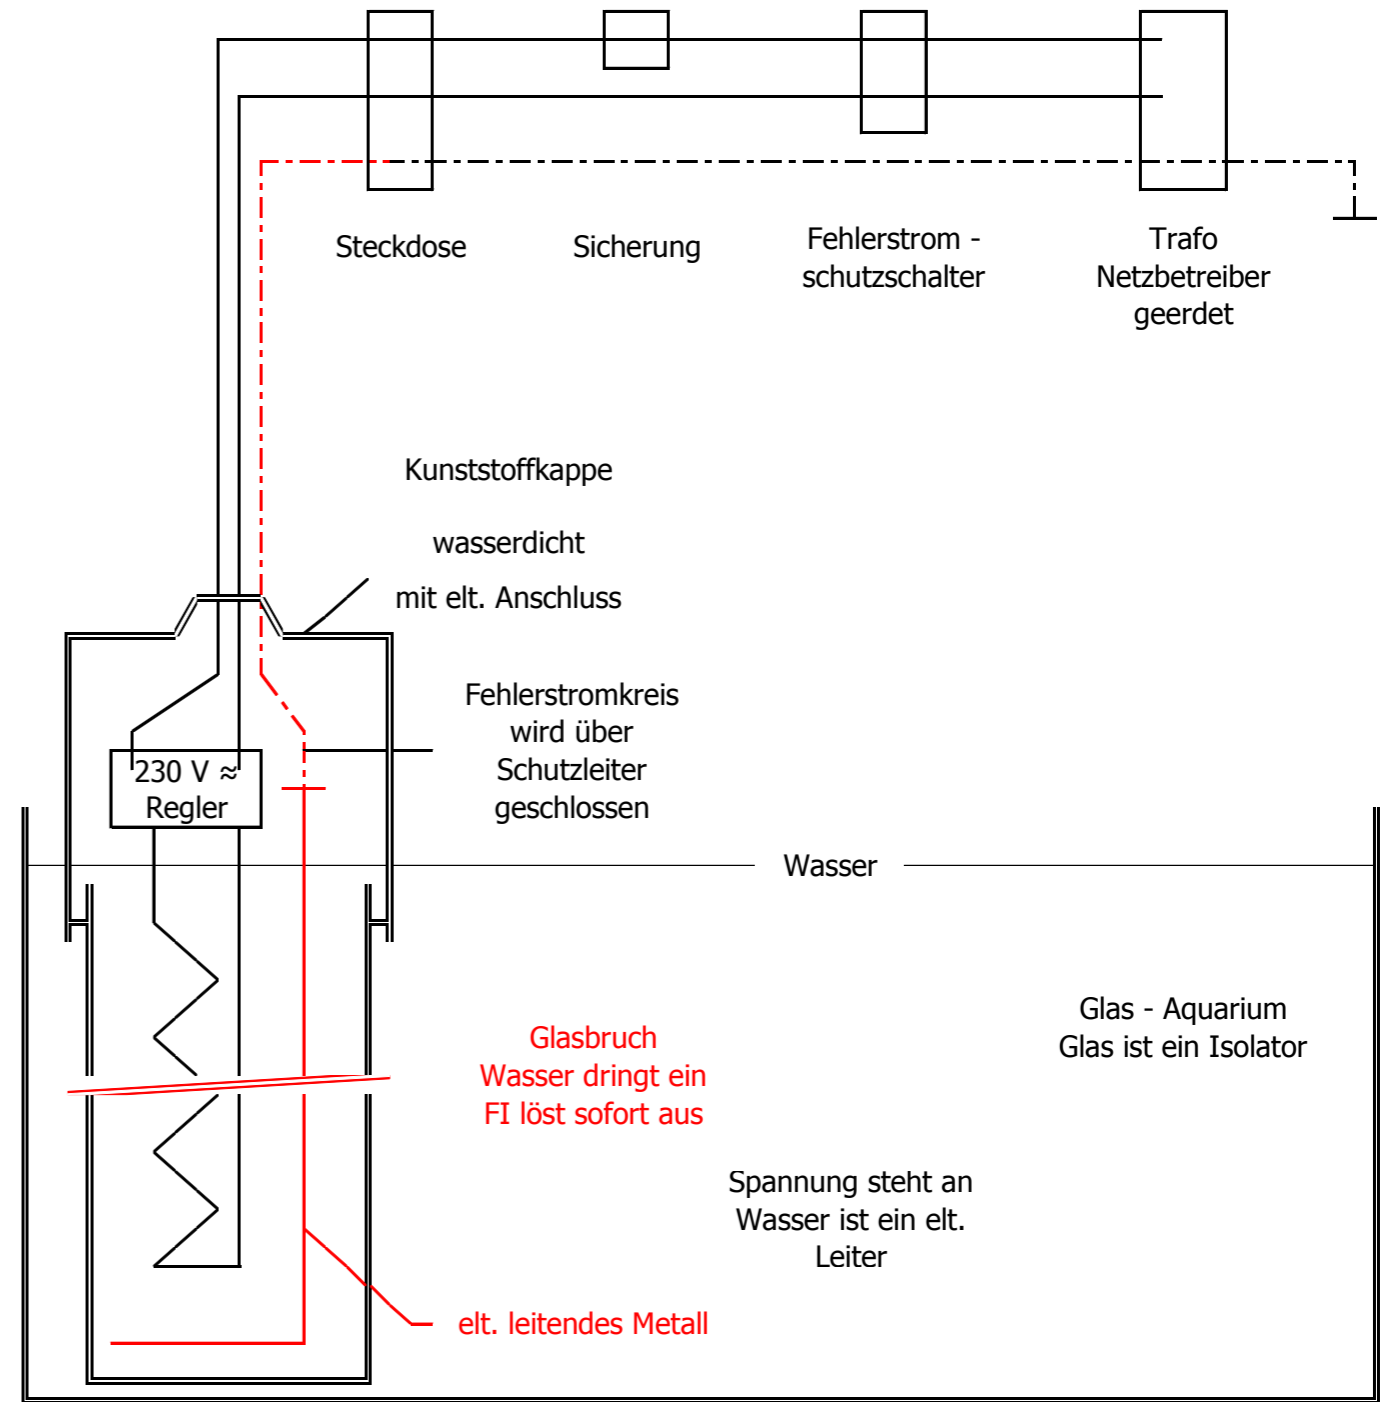 Steckdose
Sicherung
Fehlerstrom -
schutzschalter
Trafo
Netzbetreiber
geerdet
Kunststoffkappe
wasserdicht
mit elt. Anschluss
Fehlerstromkreis
wird über
Schutzleiter
geschlossen
230 V ≈
Regler
Wasser
Glas - Aquarium
Glas ist ein Isolator
Glasbruch
Wasser dringt ein
FI löst sofort aus
Spannung steht an
Wasser ist ein elt.
Leiter
elt. leitendes Metall